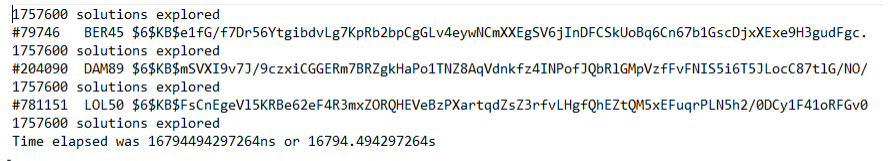 1757600 solutions explored
#79746 BER45 $6$KB$e1fG/f7Dr56YtgibdvLg7KpRb2bpCgGLv4eywNCmXXEgSV6jInDFCSkUoBq6Cn67b1GscDjxXExe9H3gudFgc.
1757600 solutions explored
#204090 DAM89 $6$KB$mSVXI9v7J/9czxiCGGERm7BRZgkHaPo1TNZ8AqVdnkfz4INPofJQbRlGMpVzfFvFNIS5i6T5JLocC87tlG/NO/
1757600 solutions explored
#781151 LOL50 $6$KB$FsCnEgeVl5KRBe62eF4R3mxZORQHEVeBzPXartqdZsZ3rfvLHgfQhEZtQM5xEFuqrPLN5h2/0DCy1F41oRFGv0
1757600 solutions explored
Time elapsed was 16794494297264ns or 16794.494297264s